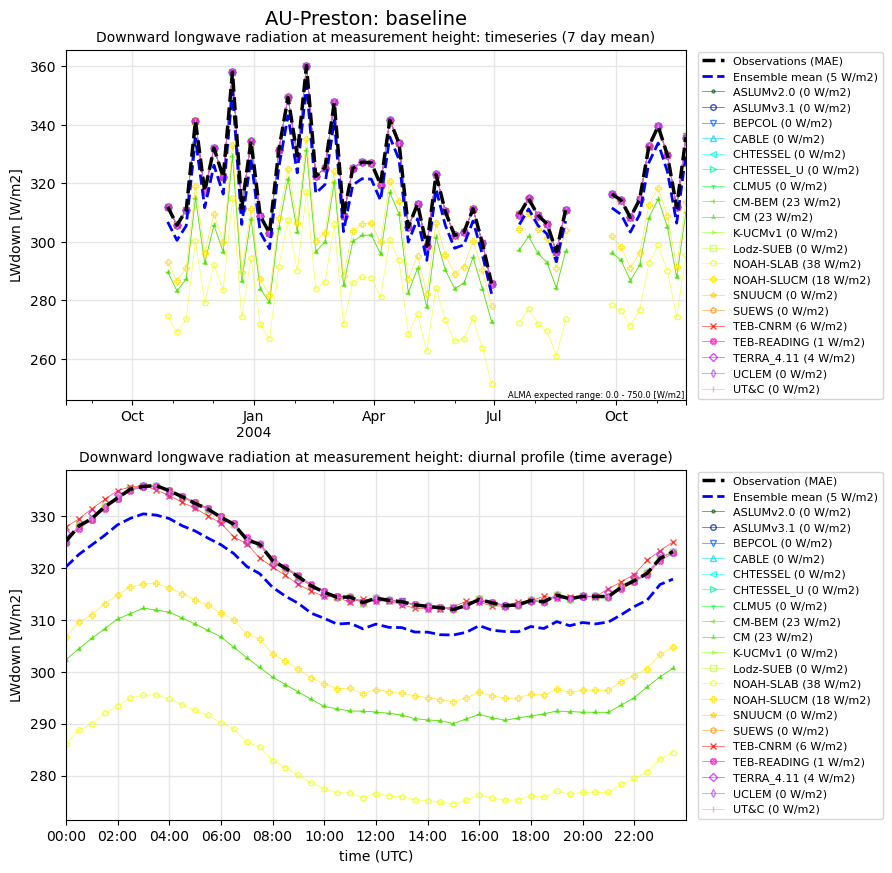 AU-Preston: baseline
Downward longwave radiation at measurement height: timeseries (7 day mean)
LWdown [W/m2]
360
340
320
300
280
260
Oct
Jan
2004
Apr
Jul
Oct
ALMA expected range: 0.0 - 750.0 [W/m2]
Observations (MAE)
Ensemble mean (5 W/m2)
ASLUMv2.0 (0 W/m2)
ASLUMv3.1 (0 W/m2)
BEPCOL (0 W/m2)
CABLE (0 W/m2)
CHTESSEL (0 W/m2)
CHTESSEL_U (0 W/m2)
CLMU5 (0 W/m2)
CM-BEM (23 W/m2)
CM (23 W/m2)
K-UCMv1 (0 W/m2)
Lodz-SUEB (0 W/m2)
NOAH-SLAB (38 W/m2)
NOAH-SLUCM (18 W/m2)
SNUUCM (0 W/m2)
SUEWS (0 W/m2)
TEB-CNRM (6 W/m2)
TEB-READING (1 W/m2)
TERRA_4.11 (4 W/m2)
UCLEM (0 W/m2)
UT&C (0 W/m2)
Downward longwave radiation at measurement height: diurnal profile (time average)
LWdown [W/m2]
330
320
310
300
290
280
00:00
02:00
04:00
06:00
08:00
10:00
12:00
14:00
16:00
18:00
20:00
22:00
time (UTC)
Observation (MAE)
Ensemble mean (5 W/m2)
ASLUMv2.0 (0 W/m2)
ASLUMv3.1 (0 W/m2)
BEPCOL (0 W/m2)
CABLE (0 W/m2)
CHTESSEL (0 W/m2)
CHTESSEL_U (0 W/m2)
CLMU5 (0 W/m2)
CM-BEM (23 W/m2)
CM (23 W/m2)
K-UCMv1 (0 W/m2)
Lodz-SUEB (0 W/m2)
NOAH-SLAB (38 W/m2)
NOAH-SLUCM (18 W/m2)
SNUUCM (0 W/m2)
SUEWS (0 W/m2)
TEB-CNRM (6 W/m2)
TEB-READING (1 W/m2)
TERRA_4.11 (4 W/m2)
UCLEM (0 W/m2)
UT&C (0 W/m2)